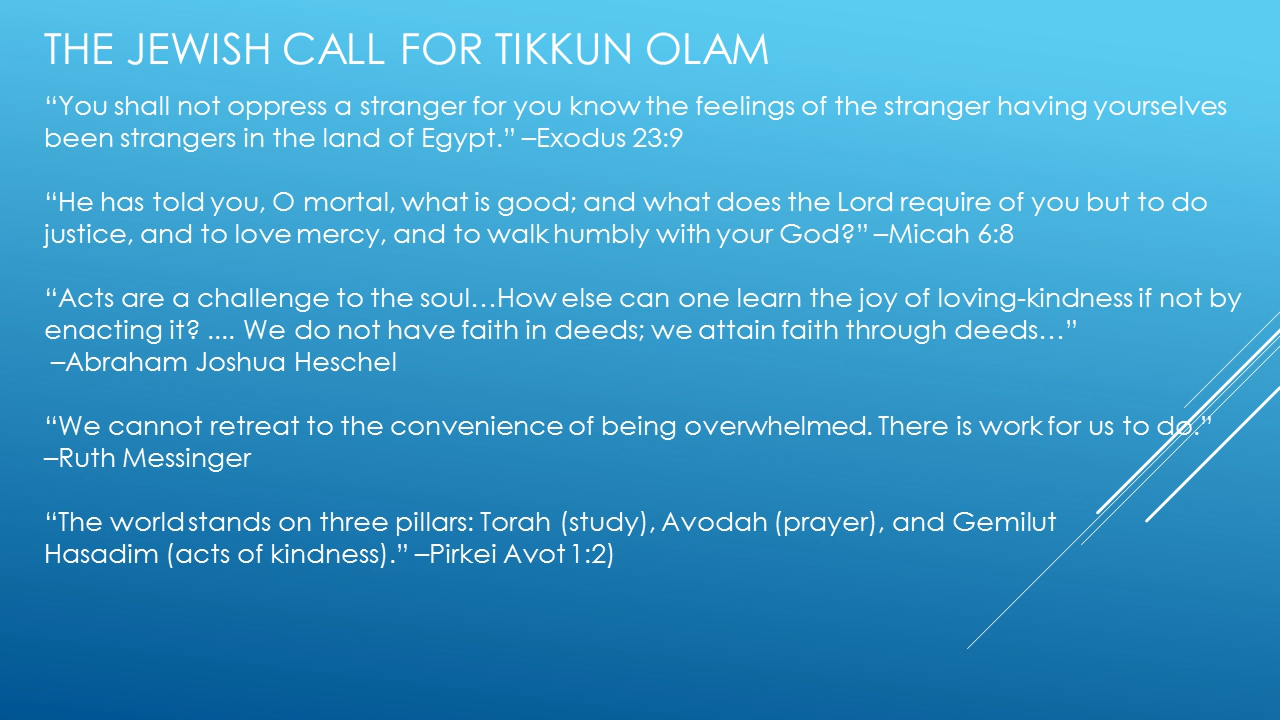 THE JEWISH CALL FOR TIKKUN OLAM
“You shall not oppress a stranger for you know the feelings of the stranger having yourselves
been strangers in the land of Egypt.” –Exodus 23:9
“He has told you, O mortal, what is good; and what does the Lord require of you but to do
justice, and to love mercy, and to walk humbly with your God?” –Micah 6:8
“Acts are a challenge to the soul…How else can one learn the joy of loving-kindness if not by
enacting it? .... We do not have faith in deeds; we attain faith through deeds…”
–Abraham Joshua Heschel
“We cannot retreat to the convenience of being overwhelmed. There is work for us to do.”
–Ruth Messinger
“The world stands on three pillars: Torah (study), Avodah (prayer), and Gemilut
Hasadim (acts of kindness).” –Pirkei Avot 1:2)